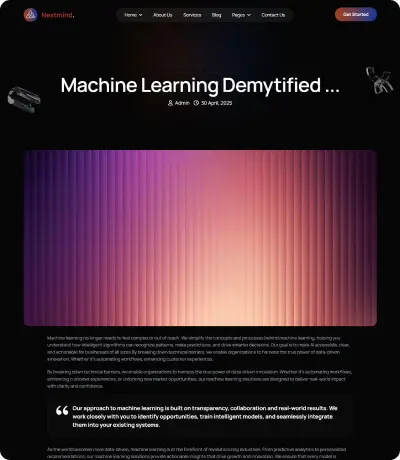 Nextmind.
Home About Us Services Blog Pages Contact Us
Get Started
Machine Learning Demytified ...
Admin 30 April, 2025
Machine learning no longer needs to feel complex or out of reach. We simplify the concepts and processes behind machine learning, helping you
understand how intelligent algorithms can recognize patterns, make predictions, and drive smarter decisions. Our goal is to make AI accessible, clear,
and actionable for businesses of all sizes. By breaking down technical barriers, we enable organizations to harness the true power of data-driven
innovation. Whether it's automating workflows, enhancing customer experiences.
By breaking down technical barriers, we enable organizations to harness the true power of data-driven innovation. Whether it's automating workflows,
enhancing customer experiences, or unlocking new market opportunities, our machine learning solutions are designed to deliver real-world impact
with clarity and confidence.
Our approach to machine learning is built on transparency, collaboration and real-world results. We
work closely with you to identify opportunities, train intelligent models, and seamlessly integrate
them into your existing systems.
As the world becomes more data-driven, machine learning is at the forefront of revolutionizing industries. From predictive analytics to personalized
recommendations, our machine learning solutions provide actionable insights that drive growth and innovation. We ensure that every model is